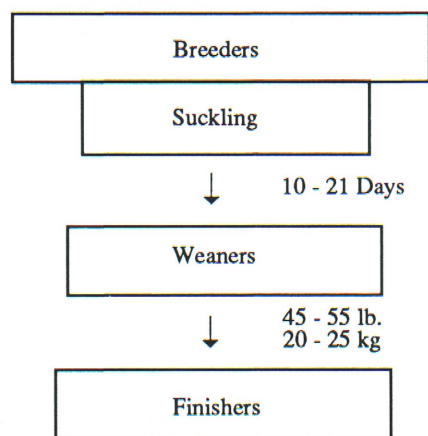 Breeders
Suckling
10 - 21 Days
Weaners
45 - 55 lb.
20 - 25 kg
Finishers